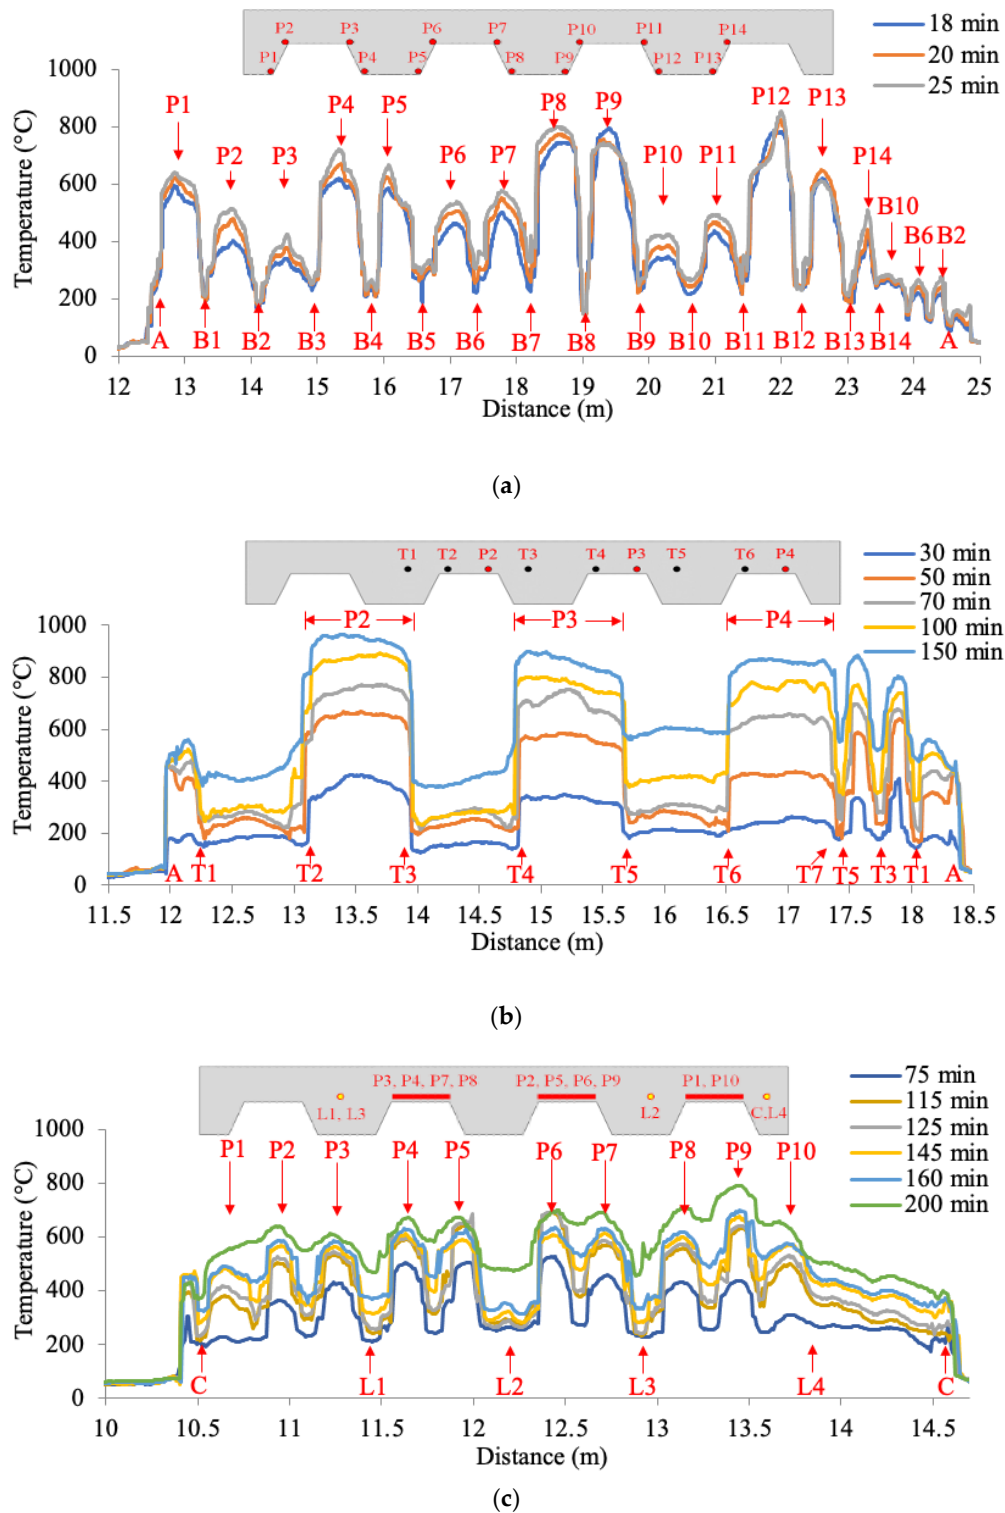 P2 P3 P6 P7 P10 P11 P14
P1 P4 P5 P8 P9 P12 P13
18 min
20 min
25 min
1000
800
600
400
200
0
Temperature (°C)
P1 P2 P3 P4 P5 P6 P7 P8 P9 P10 P11 P12 P13 P14 B10 B6 B2
A B1 B2 B3 B4 B5 B6 B7 B8 B9 B10 B11 B12 B13 B14 A
12 13 14 15 16 17 18 19 20 21 22 23 24 25
Distance (m)
(a)
T1 T2 P2 T3 T4 P3 T5 T6 P4
30 min
50 min
70 min
100 min
150 min
P2 P3 P4
1000
800
600
400
200
0
Temperature (°C)
A T1 T2 T3 T4 T5 T6 T7 T5 T3 T1 A
11.5 12 12.5 13 13.5 14 14.5 15 15.5 16 16.5 17 17.5 18 18.5
Distance (m)
(b)
P3, P4, P7, P8 P2, P5, P6, P9 P1, P10
L1, L3 L2 C,L4
75 min
115 min
125 min
145 min
160 min
200 min
1000
800
600
400
200
0
Temperature (°C)
P1 P2 P3 P4 P5 P6 P7 P8 P9 P10
C L1 L2 L3 L4 C
10 10.5 11 11.5 12 12.5 13 13.5 14 14.5
Distance (m)
(c)